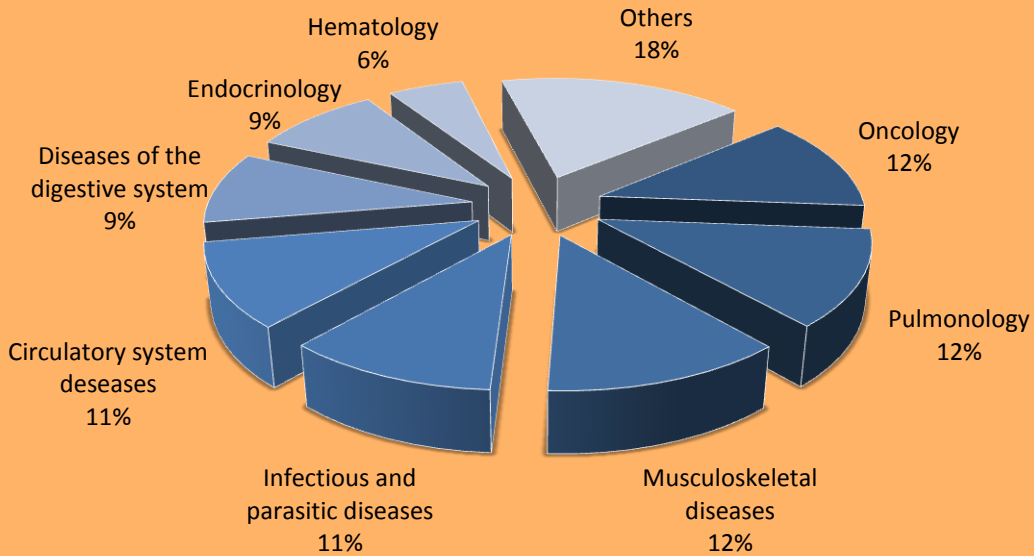 Others
18%
Oncology
12%
Pulmonology
12%
Musculoskeletal
diseases
12%
Infectious and
parasitic diseases
11%
Circulatory system
deseases
11%
Diseases of the
digestive system
9%
Endocrinology
9%
Hematology
6%